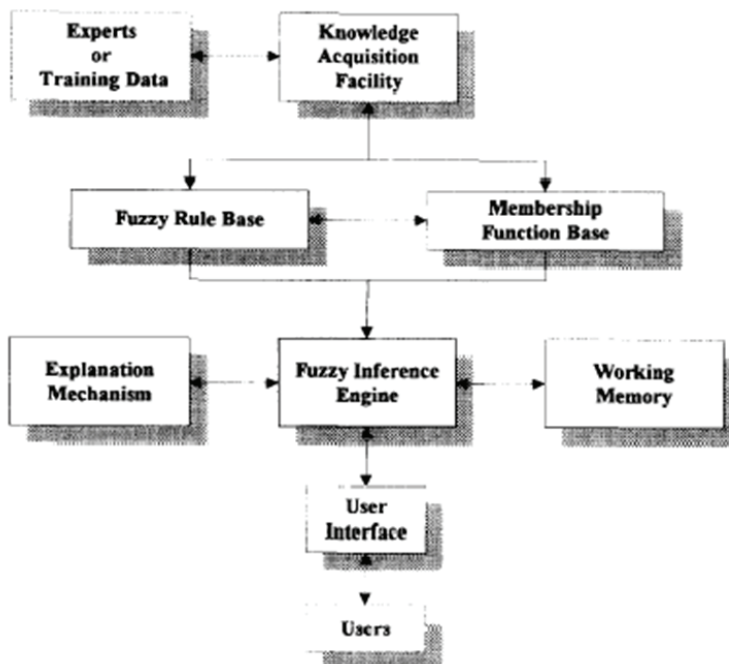 Experts
or
Training Data
Knowledge
Acquisition
Facility
Fuzzy Rule Base
Membership
Function Base
Explanation
Mechanism
Fuzzy Inference
Engine
Working
Memory
User
Interface
Users